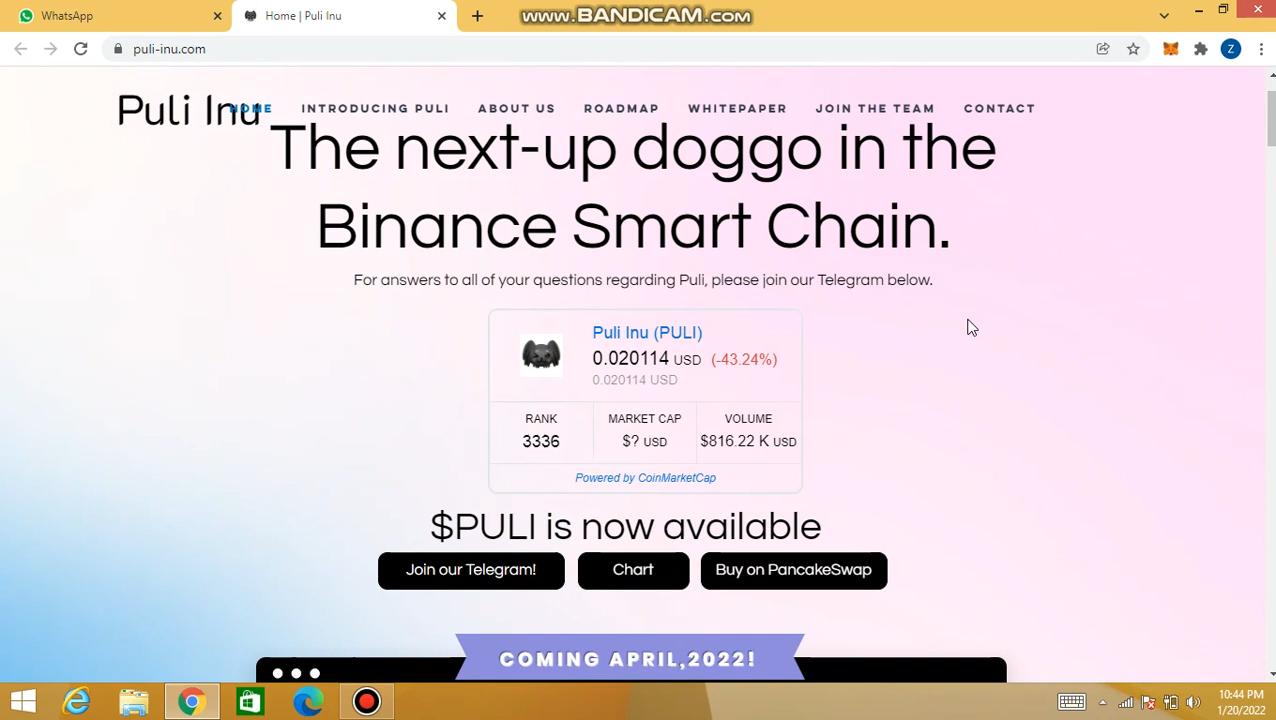 WhatsApp
Home | Puli Inu
www.BANDICAM.com
puli-inu.com
Z
Puli Inu
HOME
INTRODUCING PULI
ABOUT US
ROADMAP
WHITEPAPER
JOIN THE TEAM
CONTACT
The next-up doggo in the
Binance Smart Chain.
For answers to all of your questions regarding Puli, please join our Telegram below.
Puli Inu (PULI)
0.020114 USD (-43.24%)
0.020114 USD
RANK
3336
MARKET CAP
$? USD
VOLUME
$816.22 K USD
Powered by CoinMarketCap
$PULI is now available
Join our Telegram!
Chart
Buy on PancakeSwap
COMING APRIL,2022!
10:44 PM
1/20/2022